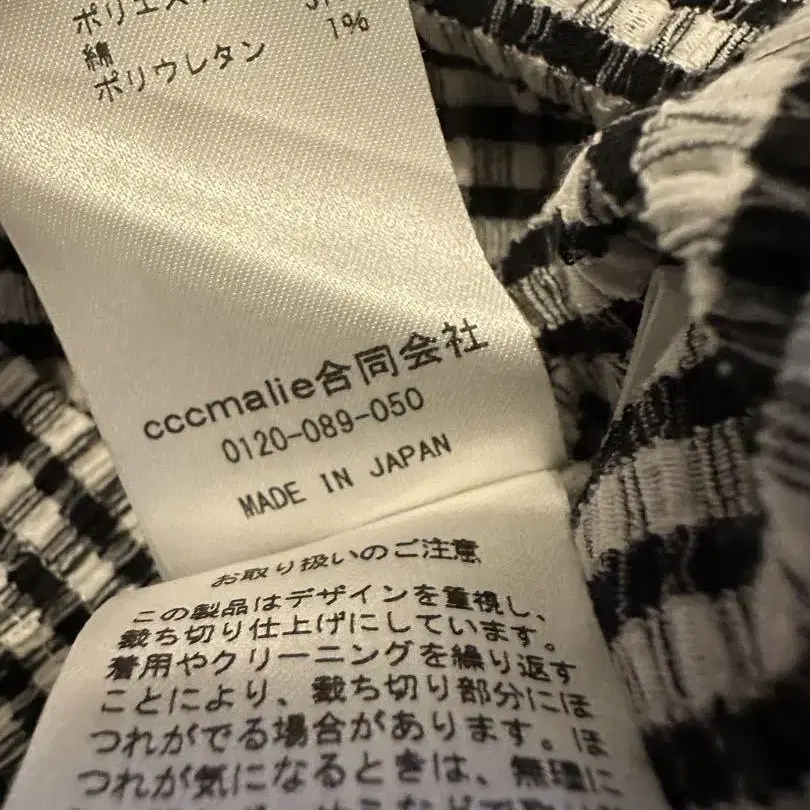 ポリエス
綿
ポリウレタン 1%
cccmalie合同会社
0120-089-050
MADE IN JAPAN
お取り扱いのご注意
この製品はデザインを重視し、
裁ち切り仕上げにしています。
着用やクリーニングを繰り返す
ことにより、裁ち切り部分にほ
つれがでる場合があります。ほ
つれが気になるときは、無理に